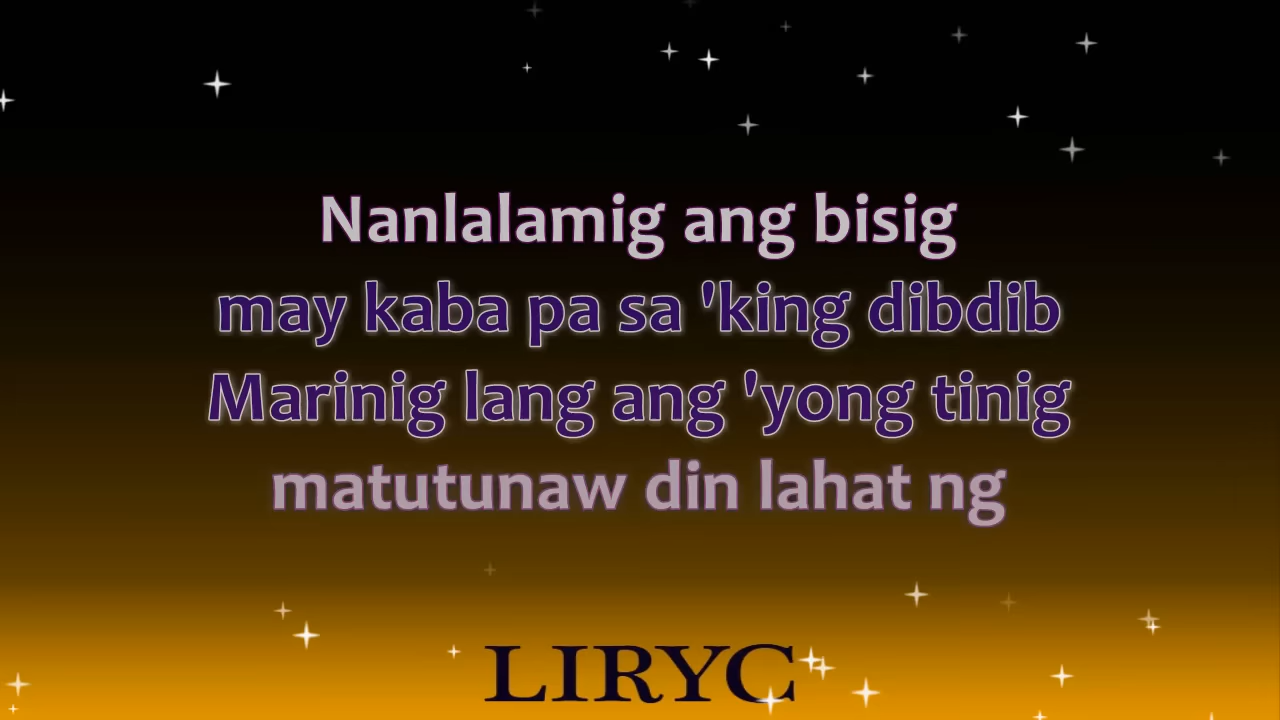 Nanlalamig ang bisig
may kaba pa sa 'king dibdib
Marinig lang ang 'yong tinig
matutunaw din lahat ng
LIRYC